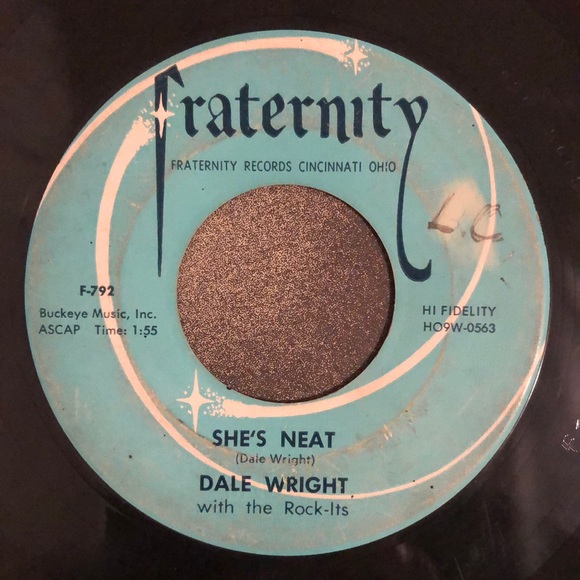 Fraternity
FRATERNITY RECORDS CINCINNATI OHIO
L.C
F-792
Buckeye Music, Inc.
ASCAP Time: 1:55
HI FIDELITY
HO9W-0563
SHE'S NEAT
(Dale Wright)
DALE WRIGHT
with the Rock-Its